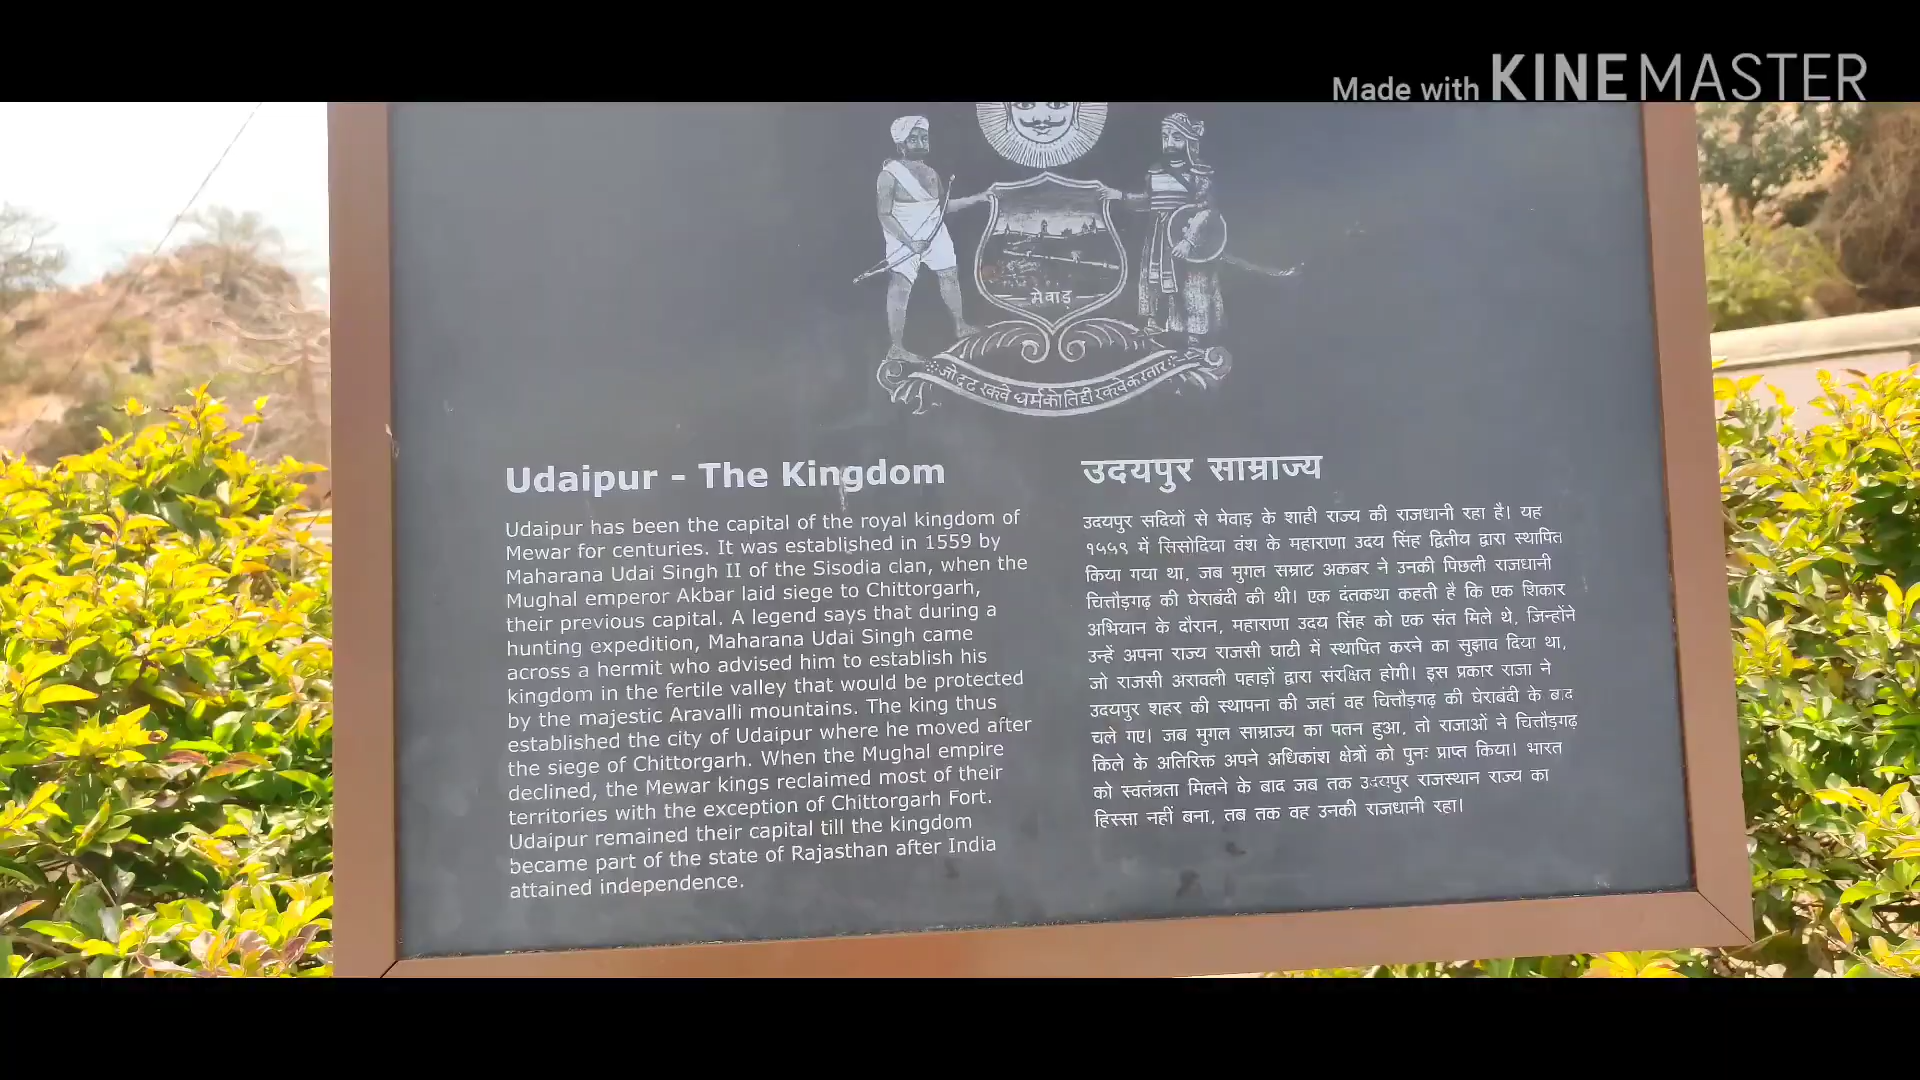 Made with KINEMASTER
मेवाड़
Udaipur - The Kingdom
Udaipur has been the capital of the royal kingdom of
Mewar for centuries. It was established in 1559 by
Maharana Udai Singh II of the Sisodia clan, when the
Mughal emperor Akbar laid siege to Chittorgarh,
their previous capital. A legend says that during a
hunting expedition, Maharana Udai Singh came
across a hermit who advised him to establish his
kingdom in the fertile valley that would be protected
by the majestic Aravalli mountains. The king thus
established the city of Udaipur where he moved after
the siege of Chittorgarh. When the Mughal empire
declined, the Mewar kings reclaimed most of their
territories with the exception of Chittorgarh Fort.
Udaipur remained their capital till the kingdom
became part of the state of Rajasthan after India
attained independence.
उदयपुर साम्राज्य
उदयपुर सदियों से मेवाड़ के शाही राज्य की राजधानी रहा है। यह
१५५९ में सिसोदिया वंश के महाराणा उदय सिंह द्वितीय द्वारा स्थापित
किया गया था, जब मुगल सम्राट अकबर ने उनकी पिछली राजधानी
चित्तौड़गढ़ की घेराबंदी की थी। एक दंतकथा कहती है कि एक शिकार
अभियान के दौरान, महाराणा उदय सिंह को एक संत मिले थे, जिन्होंने
उन्हें अपना राज्य राजसी घाटी में स्थापित करने का सुझाव दिया था,
जो राजसी अरावली पहाड़ों द्वारा संरक्षित होगी। इस प्रकार राजा ने
उदयपुर शहर की स्थापना की जहां वह चित्तौड़गढ़ की घेराबंदी के बाद
चले गए। जब मुगल साम्राज्य का पतन हुआ, तो राजाओं ने चित्तौड़गढ़
किले के अतिरिक्त अपने अधिकांश क्षेत्रों को पुनः प्राप्त किया। भारत
को स्वतंत्रता मिलने के बाद जब तक उदयपुर राजस्थान राज्य का
हिस्सा नहीं बना, तब तक वह उनकी राजधानी रहा।